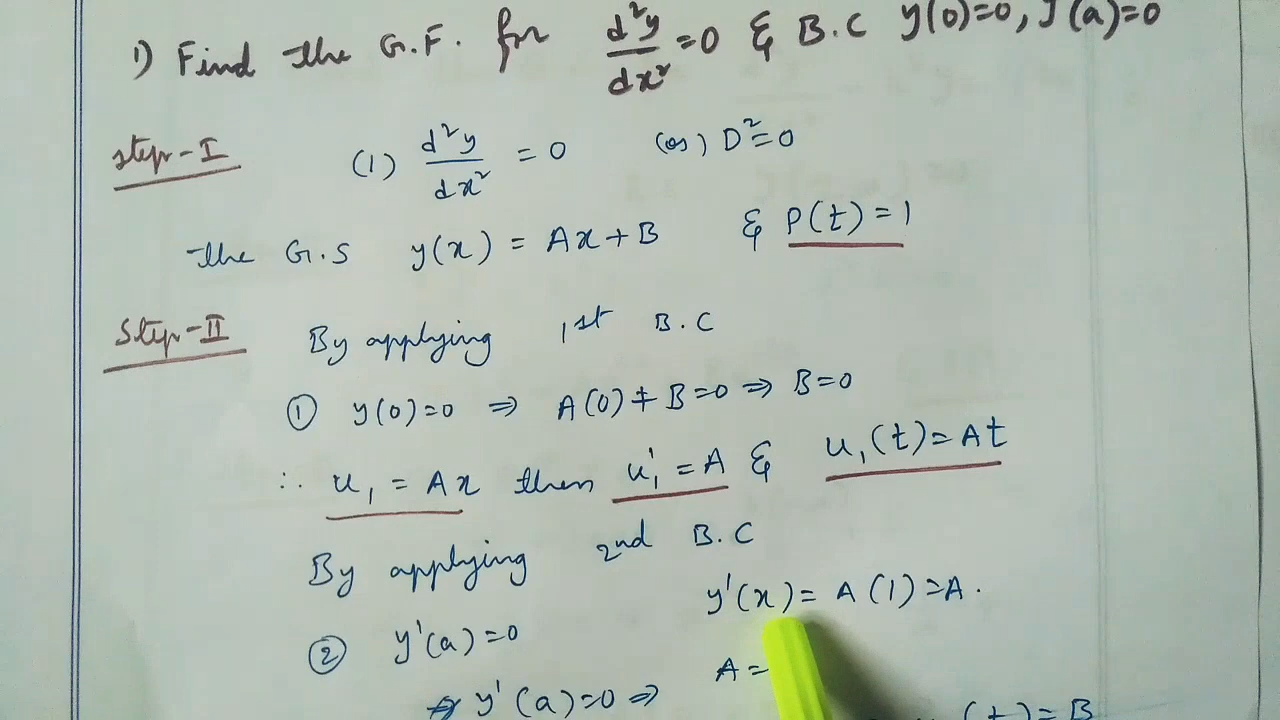 1) Find the G.F. for d²y/dx² =0 & B.C y(0)=0, y'(a)=0
Step-I (1) d²y/dx² = 0 (or) D²=0
the G.S y(x) = Ax+B & P(t)=1
Step-II By applying 1st B.C
① y(0)=0 ⇒ A(0)+B=0 ⇒ B=0
∴ u₁ = Ax then u₁' = A & u₁(t)=At
By applying 2nd B.C
y'(x)= A(1)=A.
② y'(a)=0
A=
y'(a)=0 ⇒
(t)=B